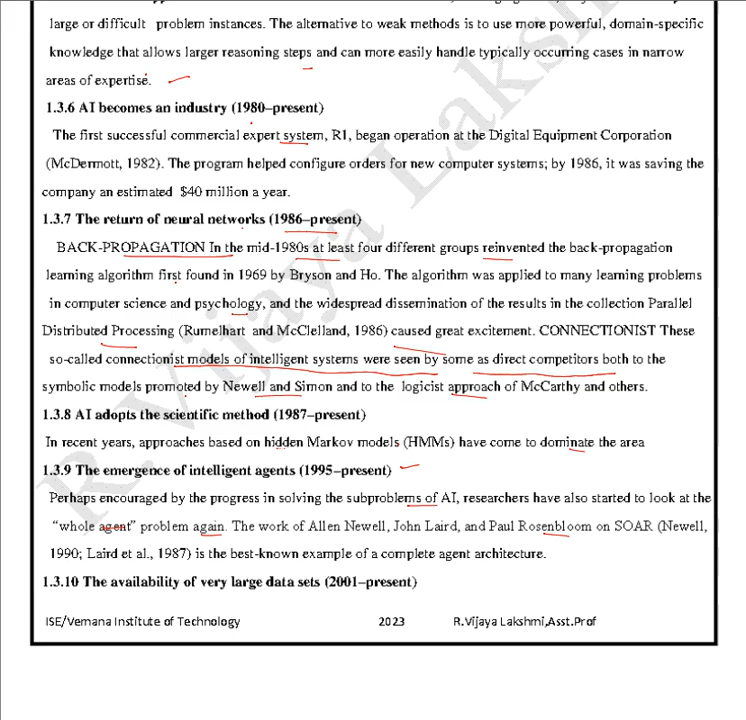 large or difficult problem instances. The alternative to weak methods is to use more powerful, domain-specific
knowledge that allows larger reasoning steps and can more easily handle typically occurring cases in narrow
areas of expertise.
1.3.6 AI becomes an industry (1980–present)
The first successful commercial expert system, R1, began operation at the Digital Equipment Corporation
(McDermott, 1982). The program helped configure orders for new computer systems; by 1986, it was saving the
company an estimated $40 million a year.
1.3.7 The return of neural networks (1986–present)
BACK-PROPAGATION In the mid-1980s at least four different groups reinvented the back-propagation
learning algorithm first found in 1969 by Bryson and Ho. The algorithm was applied to many learning problems
in computer science and psychology, and the widespread dissemination of the results in the collection Parallel
Distributed Processing (Rumelhart and McClelland, 1986) caused great excitement. CONNECTIONIST These
so-called connectionist models of intelligent systems were seen by some as direct competitors both to the
symbolic models promoted by Newell and Simon and to the logicist approach of McCarthy and others.
1.3.8 AI adopts the scientific method (1987–present)
In recent years, approaches based on hidden Markov models (HMMs) have come to dominate the area
1.3.9 The emergence of intelligent agents (1995–present)
Perhaps encouraged by the progress in solving the subproblems of AI, researchers have also started to look at the
“whole agent” problem again. The work of Allen Newell, John Laird, and Paul Rosenbloom on SOAR (Newell,
1990; Laird et al., 1987) is the best-known example of a complete agent architecture.
1.3.10 The availability of very large data sets (2001–present)
ISE/Vemana Institute of Technology 2023 R.Vijaya Lakshmi,Asst.Prof
R. Vijaya Laksh